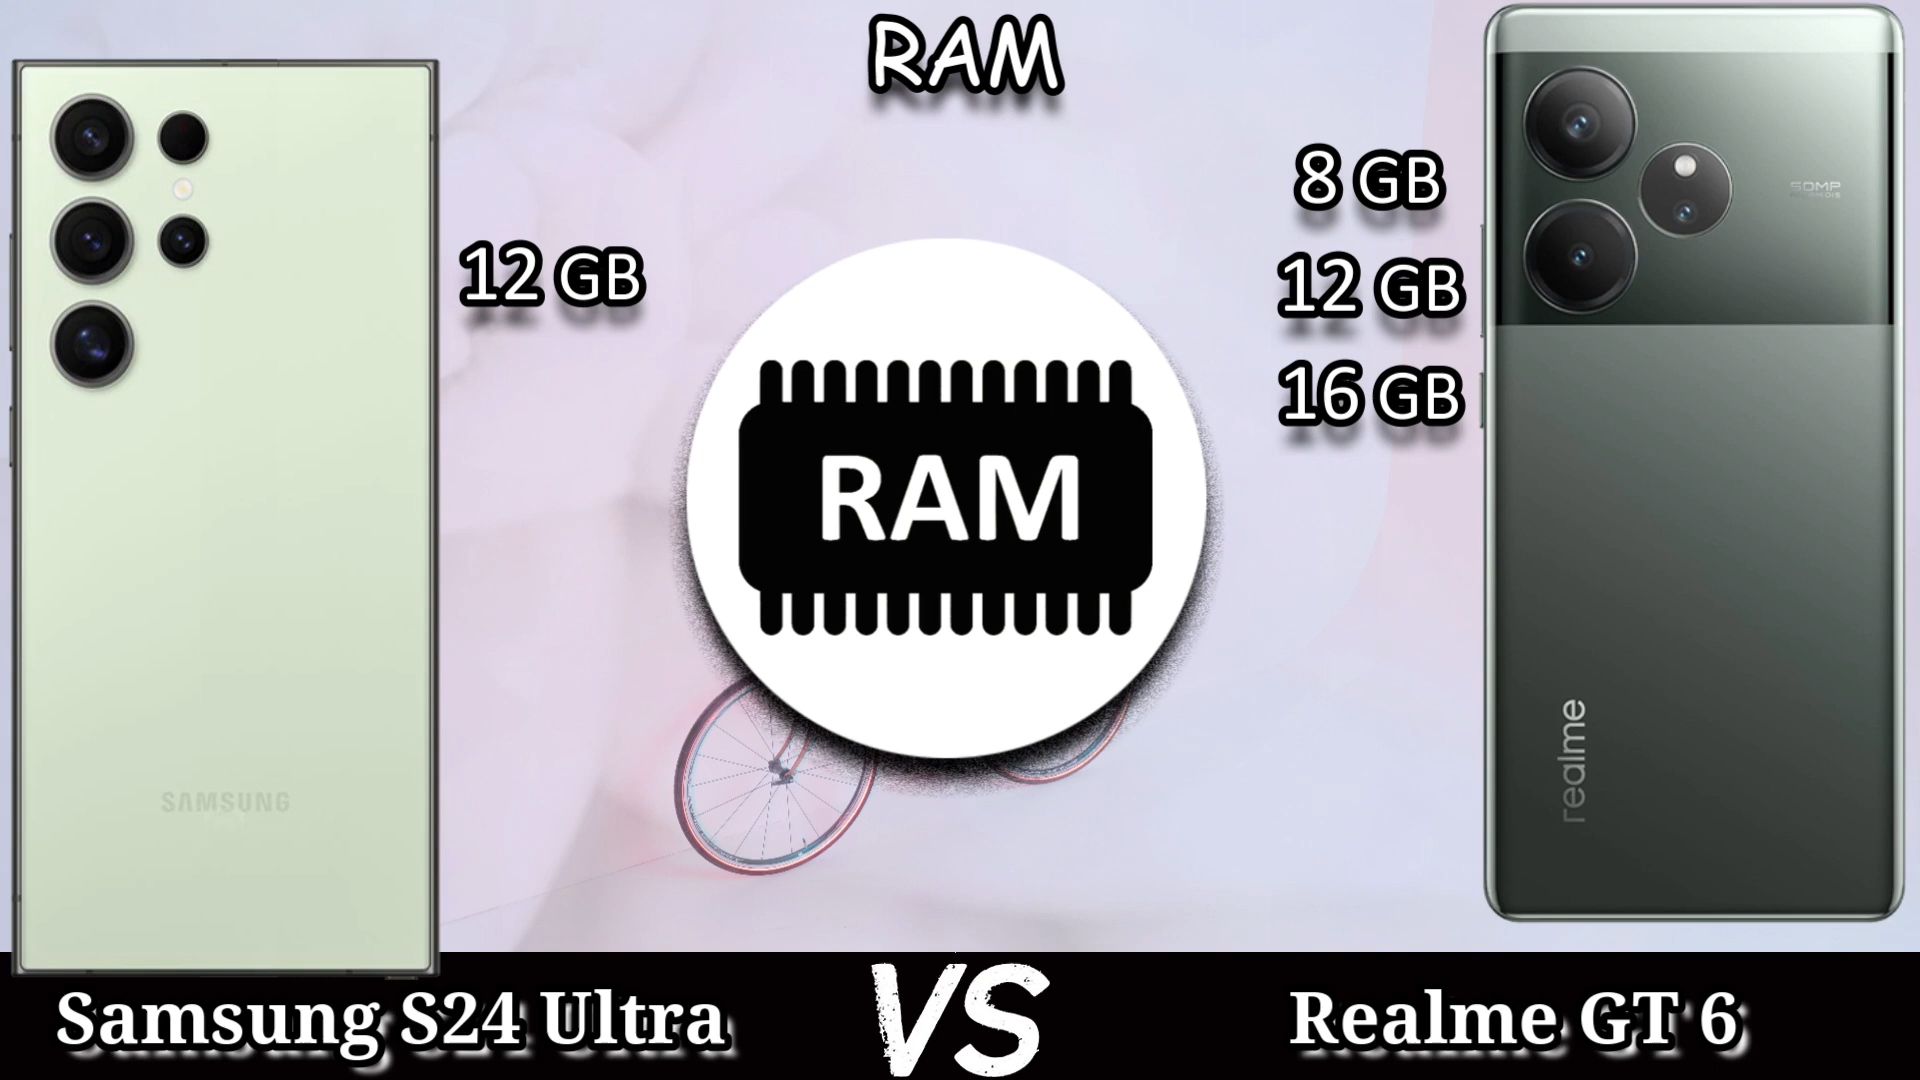 RAM
12 GB
8 GB
12 GB
16 GB
RAM
50MP
SAMSUNG
realme
Samsung S24 Ultra
VS
Realme GT 6